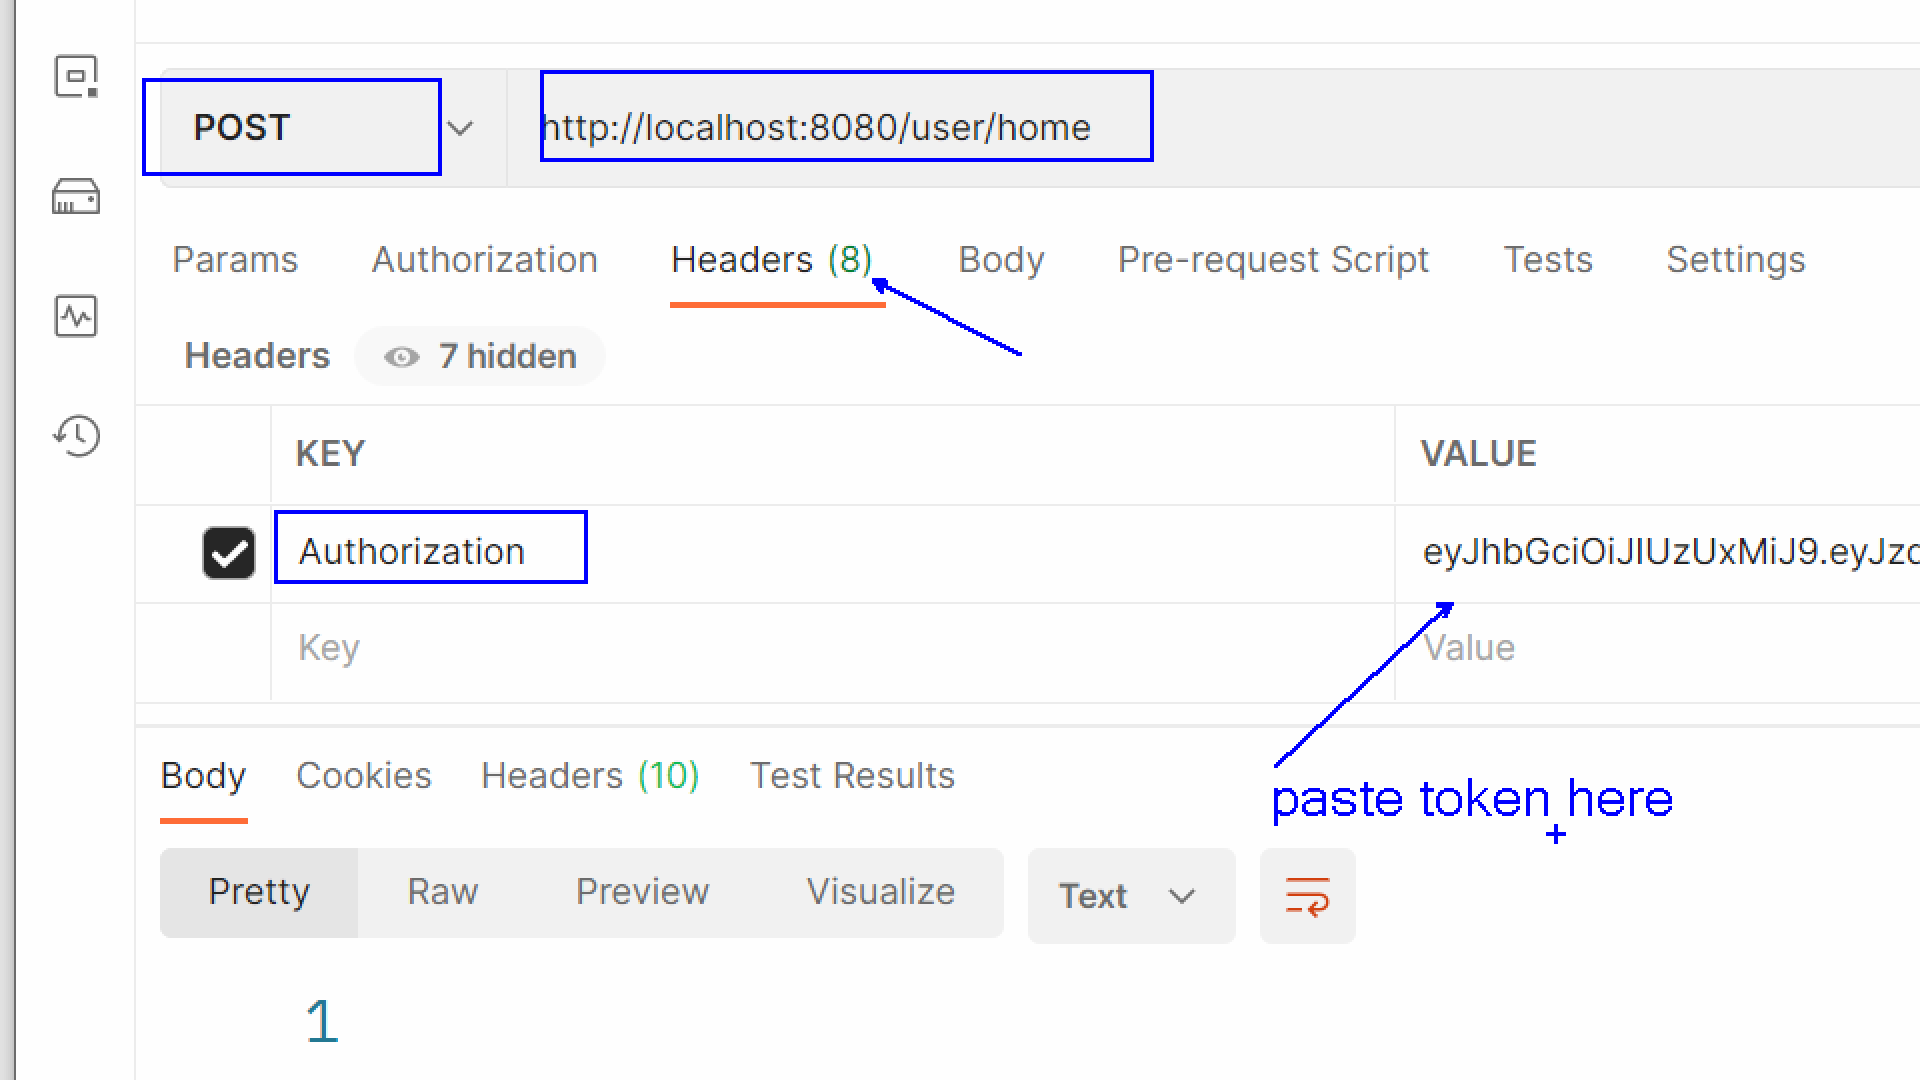 POST http://localhost:8080/user/home
Params Authorization Headers (8) Body Pre-request Script Tests Settings
Headers 7 hidden
KEY VALUE
Authorization eyJhbGciOiJIUzUxMiJ9.eyJzd
Key Value
Body Cookies Headers (10) Test Results
paste token here
Pretty Raw Preview Visualize Text
1